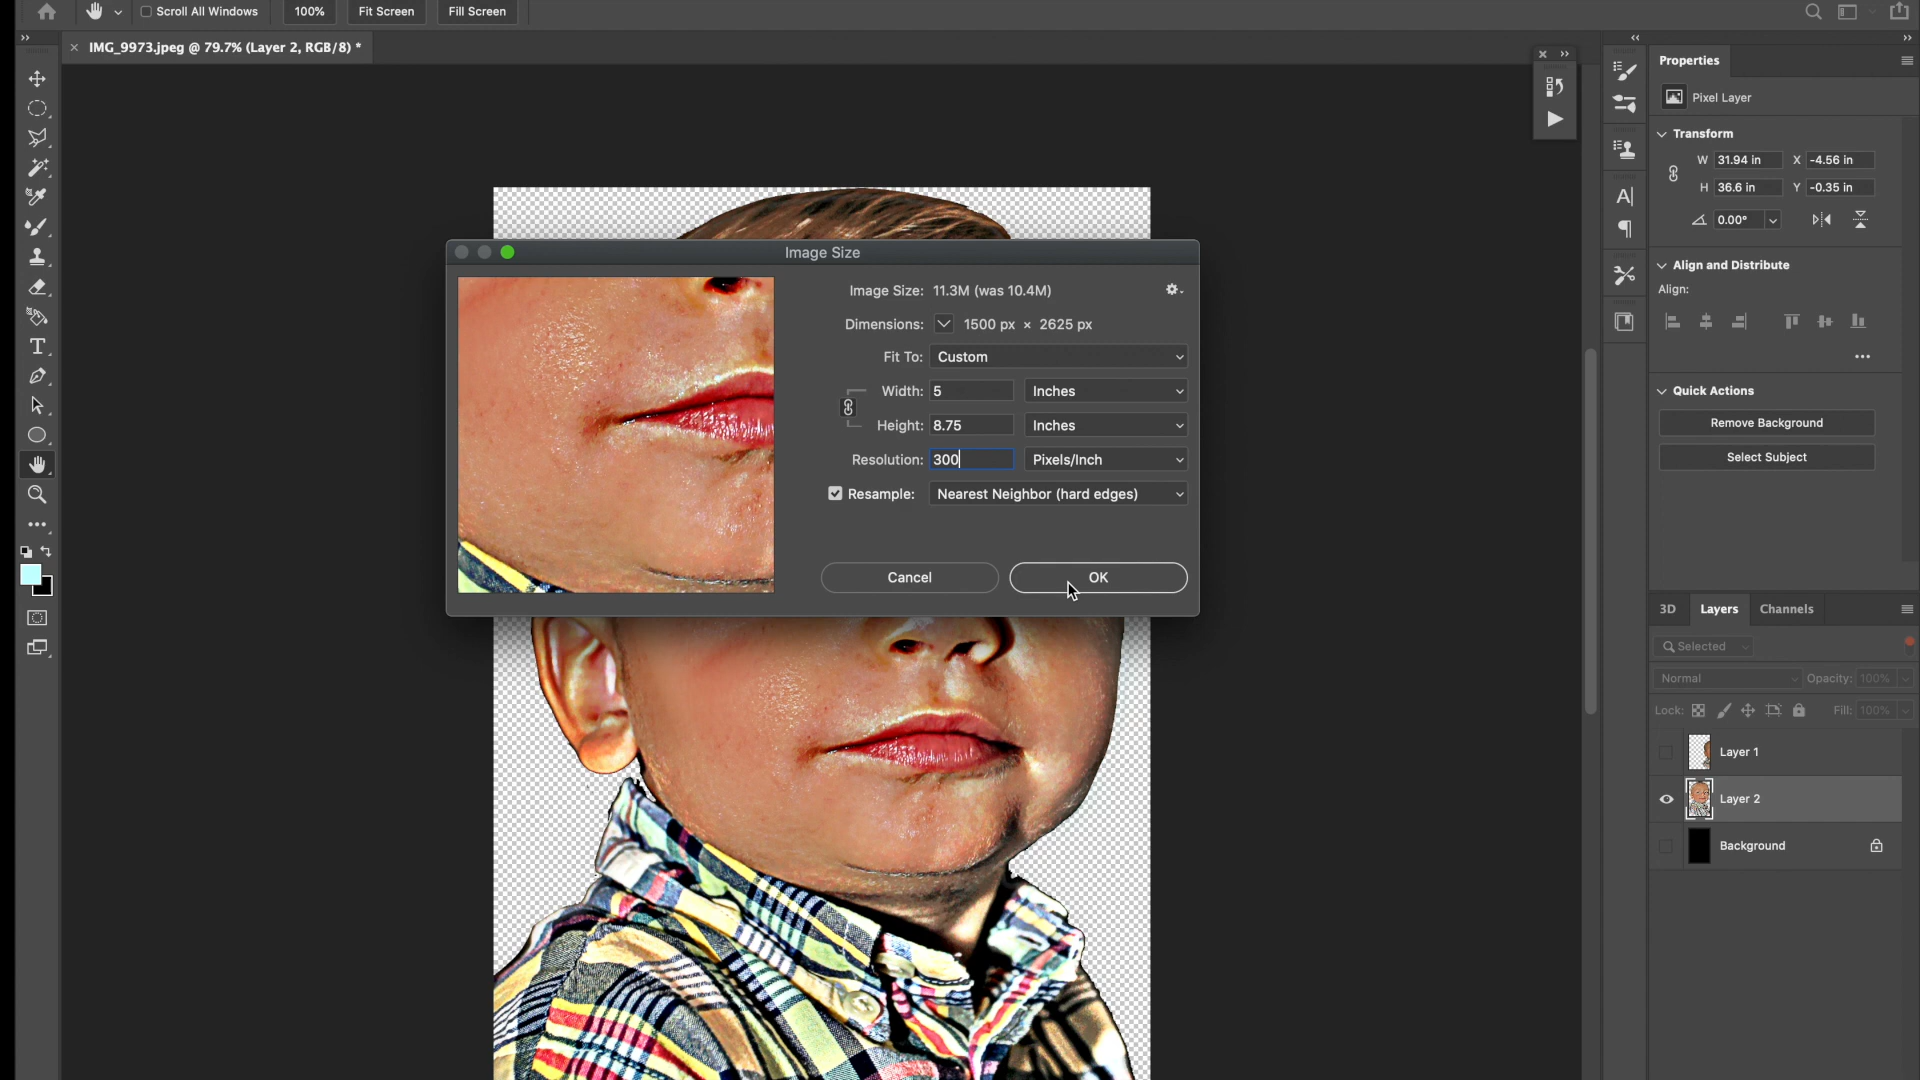 Scroll All Windows 100% Fit Screen Fill Screen
IMG_9973.jpeg @ 79.7% (Layer 2, RGB/8) *
Image Size
Image Size: 11.3M (was 10.4M)
Dimensions: 1500 px × 2625 px
Fit To: Custom
Width: 5 Inches
Height: 8.75 Inches
Resolution: 300 Pixels/Inch
Resample: Nearest Neighbor (hard edges)
Cancel OK
Properties
Pixel Layer
Transform
W 31.94 in X -4.56 in
H 36.6 in Y -0.35 in
0.00°
Align and Distribute
Align:
Quick Actions
Remove Background
Select Subject
3D Layers Channels
Selected
Normal Opacity: 100%
Lock: Fill: 100%
Layer 1
Layer 2
Background